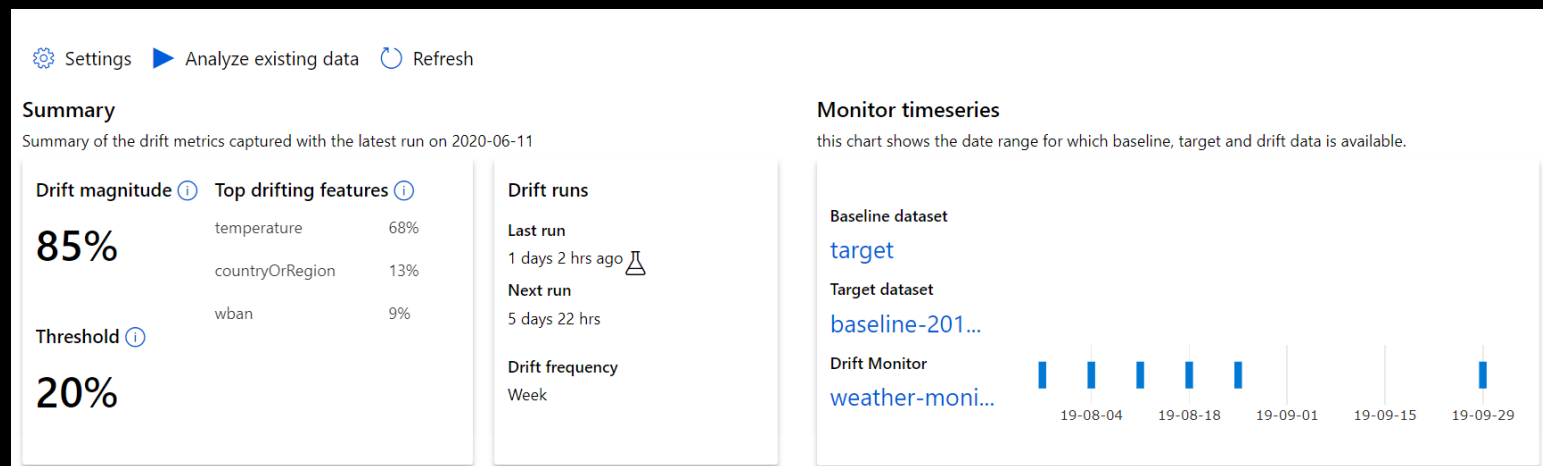 Settings Analyze existing data Refresh
Summary
Summary of the drift metrics captured with the latest run on 2020-06-11
Drift magnitude Top drifting features
85%
temperature 68%
countryOrRegion 13%
wban 9%
Threshold
20%
Drift runs
Last run
1 days 2 hrs ago
Next run
5 days 22 hrs
Drift frequency
Week
Monitor timeseries
this chart shows the date range for which baseline, target and drift data is available.
Baseline dataset
target
Target dataset
baseline-201...
Drift Monitor
weather-moni...
19-08-04 19-08-18 19-09-01 19-09-15 19-09-29